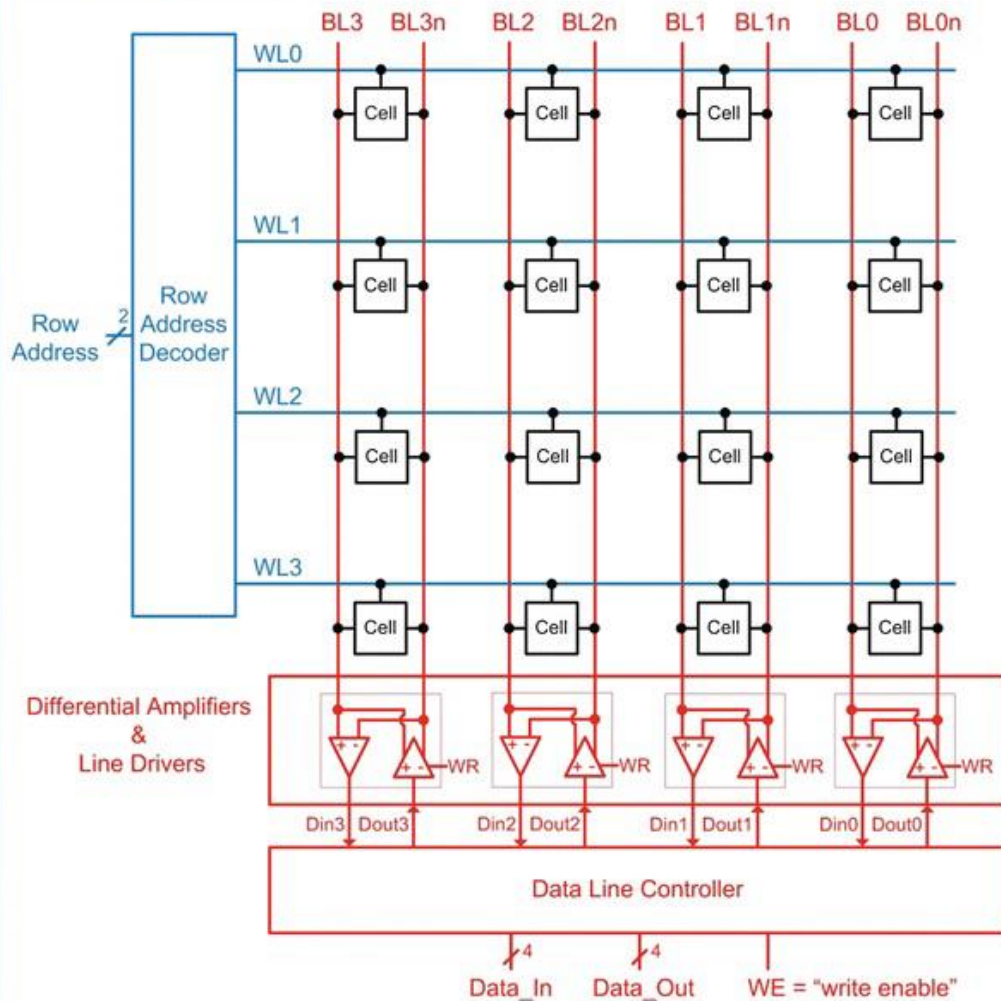 BL3 BL3n BL2 BL2n BL1 BL1n BL0 BL0n
WL0
Cell Cell Cell Cell
WL1
Cell Cell Cell Cell
Row
Address
2
Row
Address
Decoder
WL2
Cell Cell Cell Cell
WL3
Cell Cell Cell Cell
Differential Amplifiers
&
Line Drivers
+ - + - WR + - + - WR + - + - WR + - + - WR
Din3 Dout3 Din2 Dout2 Din1 Dout1 Din0 Dout0
Data Line Controller
4 4
Data_In Data_Out WE = “write enable”